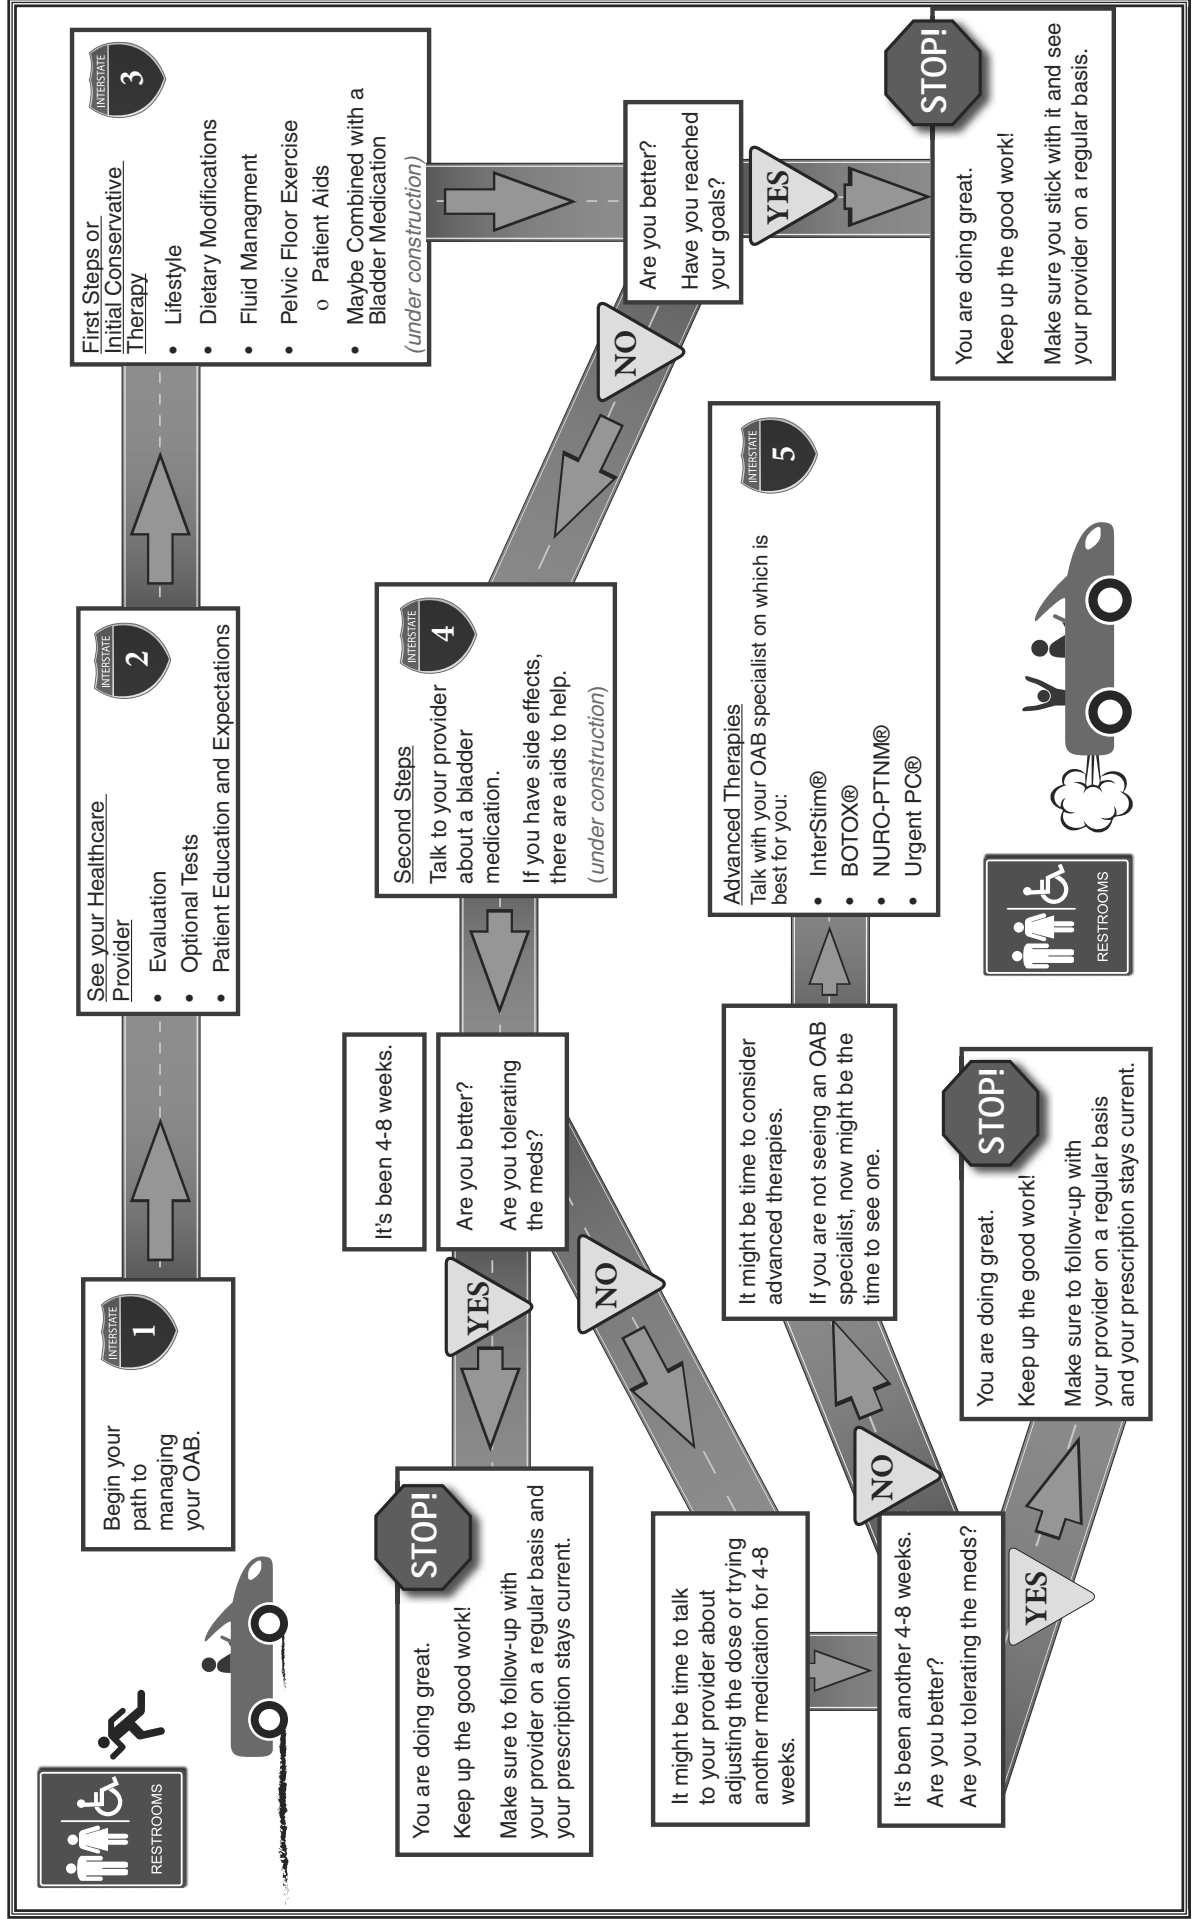 RESTROOMS
Begin your
path to
managing
your OAB.
INTERSTATE
1
See your Healthcare
Provider
INTERSTATE
2
• Evaluation
• Optional Tests
• Patient Education and Expectations
First Steps or
Initial Conservative
Therapy
INTERSTATE
3
• Lifestyle
• Dietary Modifications
• Fluid Managment
• Pelvic Floor Exercise
o Patient Aids
• Maybe Combined with a
Bladder Medication
(under construction)
Are you better?
Have you reached
your goals?
YES
STOP!
You are doing great.
Keep up the good work!
Make sure you stick with it and see
your provider on a regular basis.
NO
Second Steps
INTERSTATE
4
Talk to your provider
about a bladder
medication.
If you have side effects,
there are aids to help.
(under construction)
It's been 4-8 weeks.
Are you better?
Are you tolerating
the meds?
YES
STOP!
You are doing great.
Keep up the good work!
Make sure to follow-up with
your provider on a regular basis and
your prescription stays current.
NO
It might be time to talk
to your provider about
adjusting the dose or trying
another medication for 4-8
weeks.
It's been another 4-8 weeks.
Are you better?
Are you tolerating the meds?
YES
STOP!
You are doing great.
Keep up the good work!
Make sure to follow-up with
your provider on a regular basis
and your prescription stays current.
NO
It might be time to consider
advanced therapies.
If you are not seeing an OAB
specialist, now might be the
time to see one.
Advanced Therapies
INTERSTATE
5
Talk with your OAB specialist on which is
best for you:
• InterStim®
• BOTOX®
• NURO-PTNM®
• Urgent PC®
RESTROOMS